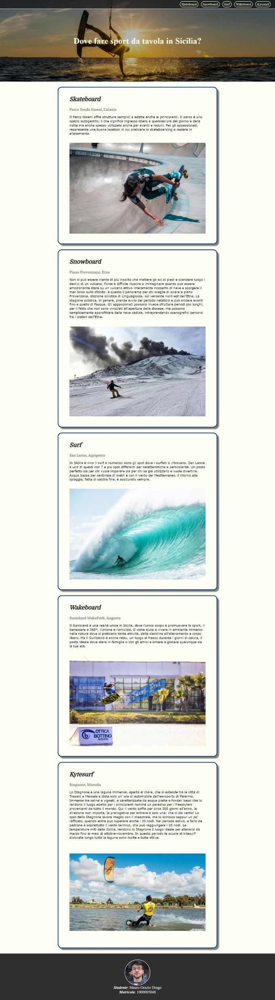 Skateboard Snowboard Surf Wakeboard Kytesurf
Dove fare sport da tavola in Sicilia?
Skateboard
Parco Tondo Gioeni, Catania
Il Parco Gioeni offre strutture semplici e adatte anche ai principianti. Il parco è uno
spazio autogestito, il che significa ingresso libero a qualsiasi ora del giorno e della
notte ma anche spesso utilizzato anche per eventi e raduni. Per gli appassionati,
rappresenta una buona location in cui praticare lo skateboarding e restare in
allenamento.
Snowboard
Piano Provenzana, Etna
Non ci può essere niente di più insolito che mettere gli sci ai piedi e scendere lungo i
declivi di un vulcano. Forse è difficile riuscire a immaginare quanto può essere
emozionante stare su un vulcano attivo interamente ricoperto di neve e scorgere il
mar Ionio sullo sfondo: è questo il panorama per chi sceglie di sciare a piano
Provenzana, stazione sciistica di Linguaglossa, sul versante nord-est dell'Etna. La
stagione sciistica, in genere, prende avvio dal periodo natalizio e può andare avanti
fino a quello di Pasqua. Gli appassionati possono invece sfruttare periodi più lunghi,
per il fatto che non sono vincolati all'apertura delle discese, ma possono
semplicemente approfittare della neve caduta, intraprendendo scenografici percorsi
fra i crateri dell'Etna.
Surf
San Leone, Agrigento
In Sicilia è vivo il surf e numerosi sono gli spot dove i surfisti si ritrovano. San Leone
è uno di questi con 7 e più spot differenti per caratteristiche e particolarità. Un posto
perfetto sia per chi vuole imparare sia per chi sa già utilizzarlo e vuole divertirsi.
Acqua bassa per centinaia di metri e con il vento del Mediterraneo, il ritorno alla
spiaggia, fatta di sabbia fine, è assicurato sempre.
Wakeboard
Sunisland WakePark, Augusta
Il Sunisland è una realtà unica in Sicilia, dove l'unico scopo è promuovere lo sport, il
benessere a 360°, l'unione e l'amicizia. Il wake aiuta a vivere in ambiente immerso
nella natura dove si praticano tante attività, dalla slackline all'allenamento a corpo
libero. Ma il Sunisland è anche relax, un luogo al fresco durante i giorni di calura, il
posto ideale dove stare in famiglia o con gli amici e ornare a giocare qualunque sia
la tua età.
IL BICCHIERE
MEZZO PIENO!
AMARO dell'ETNA
OTTICA
BOTTINO
AUGUSTA
Kytesurf
Stagnone, Marsala
Lo Stagnone è una laguna immensa, aperta al mare, che si estende tra le città di
Trapani e Marsala e dista solo un' ora di automobile dall'aeroporto di Palermo.
Immersa tra saline e vigneti, è caratterizzata da acqua piatta e fondali bassi che lo
rendono il luogo adatto per i principianti nonché un paradiso per i freestylers
provenienti da tutto il mondo. Qui il vento soffia per circa 300 giorni all'anno, la
direzione non importa, la prerogativa per entrare è solo una: che ci sia vento! Lo
spot dello Stagnone lavora meglio con il maestrale, ma lo scirocco seppur un po'
rafficato, quando entra può superare anche i 30 nodi. Nel periodo estivo, a farlo da
padrone è soprattutto il vento termico, che può raggiungere i 20 nodi. Le
temperature miti della Sicilia, rendono lo Stagnone il luogo ideale per allenarsi da
marzo fino ai mesi di ottobre-novembre. In questo periodo le scuole di kitesurf
dislocate lungo tutta la laguna sono molte e tutte attive.
Studente: Mauro Orazio Drago
Matricola: 1000005048